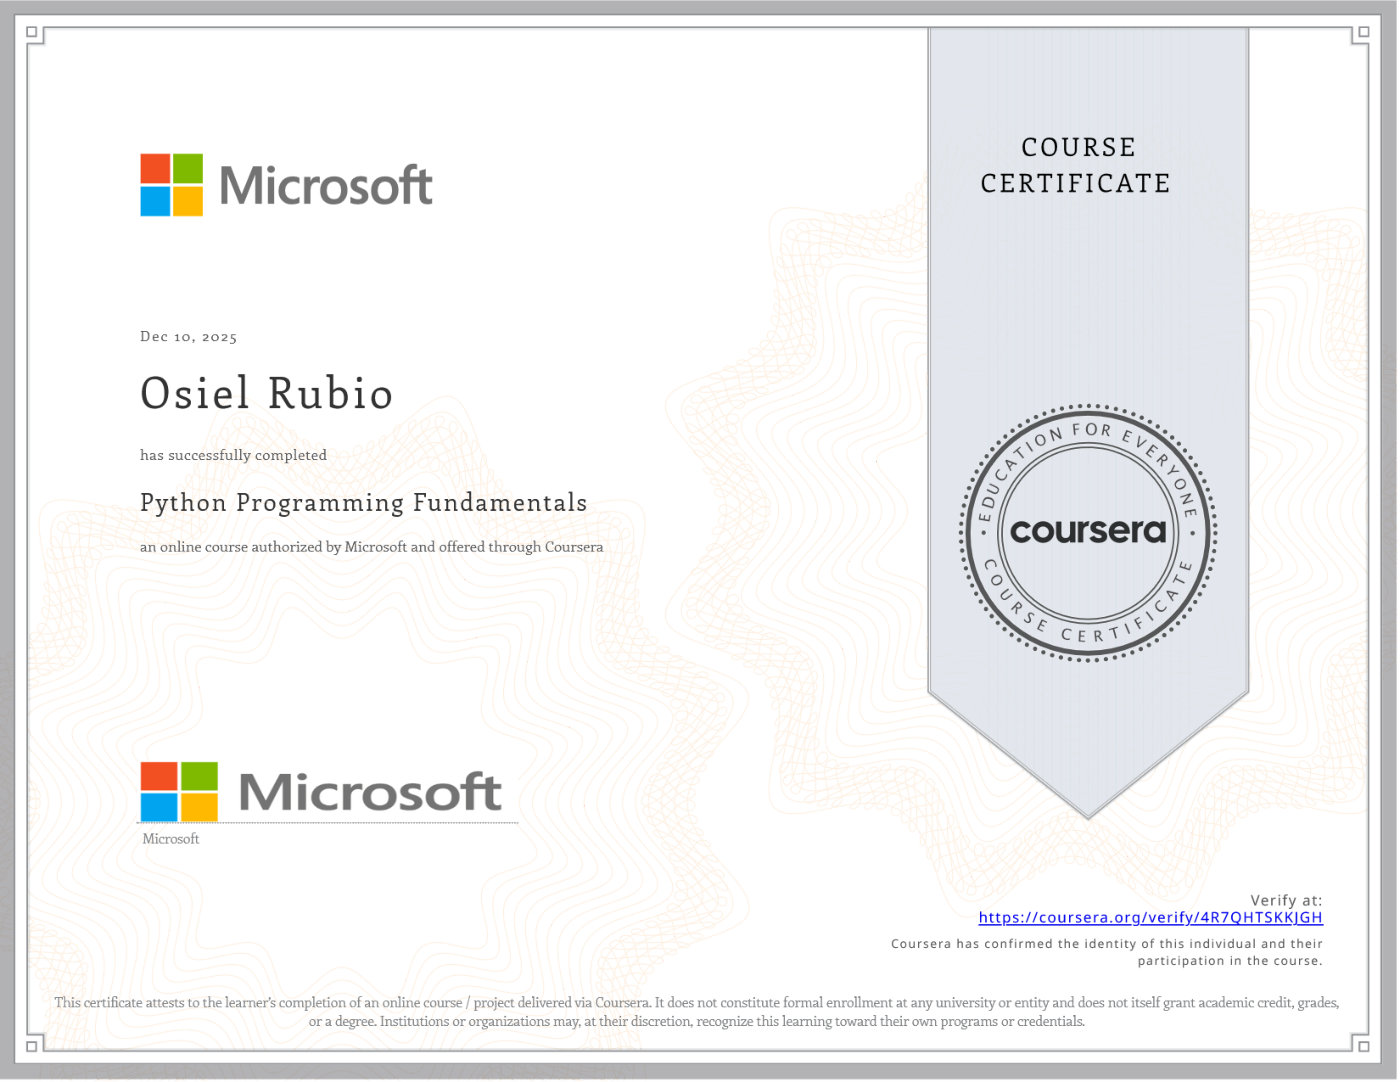 COURSE
CERTIFICATE
Microsoft
Dec 10, 2025
Osiel Rubio
has successfully completed
Python Programming Fundamentals
an online course authorized by Microsoft and offered through Coursera
EDUCATION FOR EVERYONE
coursera
COURSE CERTIFICATE
Microsoft
Microsoft
Verify at:
https://coursera.org/verify/4R7QHTSKKJGH
Coursera has confirmed the identity of this individual and their
participation in the course.
This certificate attests to the learner's completion of an online course / project delivered via Coursera. It does not constitute formal enrollment at any university or entity and does not itself grant academic credit, grades,
or a degree. Institutions or organizations may, at their discretion, recognize this learning toward their own programs or credentials.